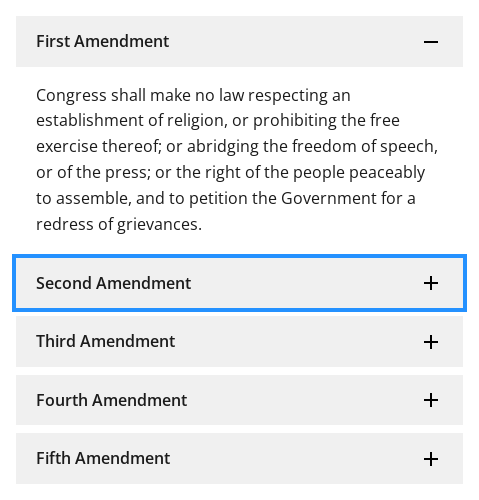 First Amendment
Congress shall make no law respecting an
establishment of religion, or prohibiting the free
exercise thereof; or abridging the freedom of speech,
or of the press; or the right of the people peaceably
to assemble, and to petition the Government for a
redress of grievances.
Second Amendment
Third Amendment
Fourth Amendment
Fifth Amendment